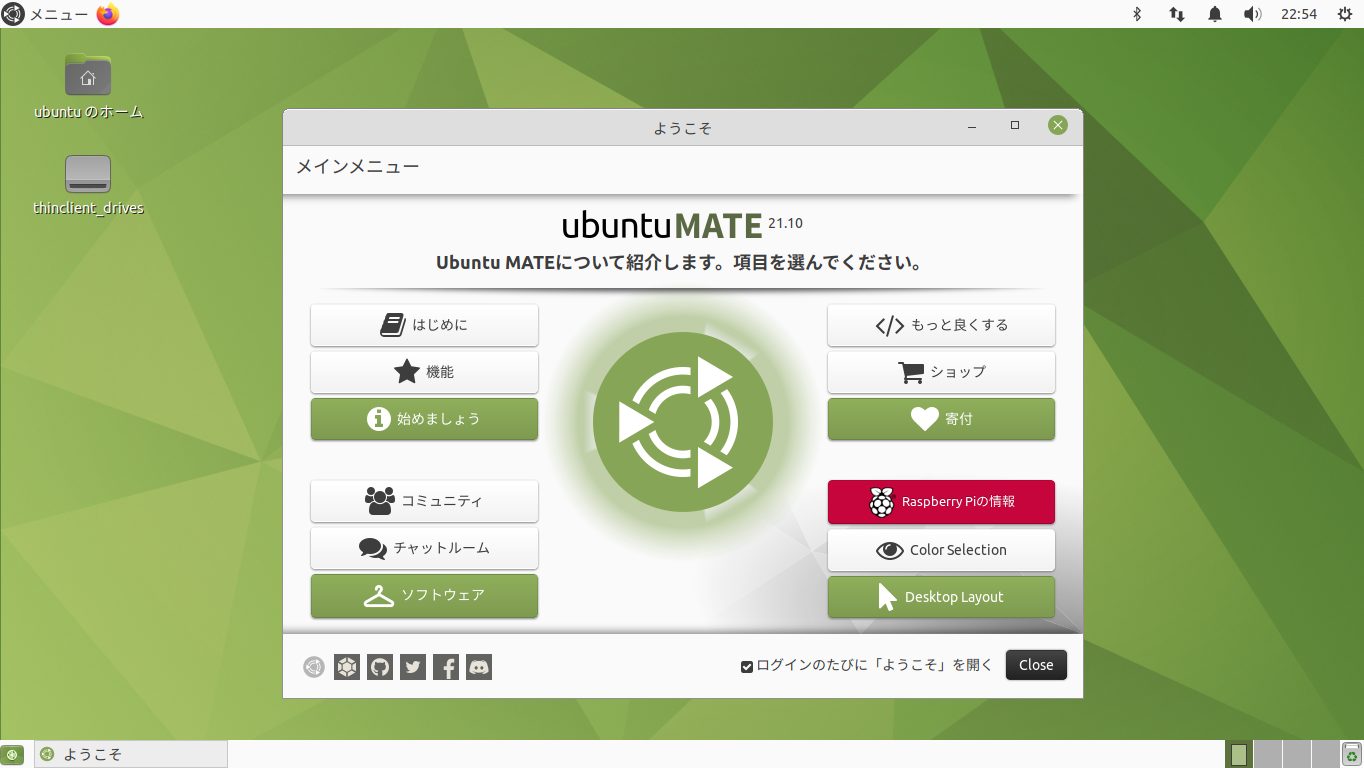 メニュー
22:54
ubuntu のホーム
thinclient_drives
ようこそ
メインメニュー
ubuntuMATE 21.10
Ubuntu MATEについて紹介します。項目を選んでください。
はじめに
機能
始めましょう
コミュニティ
チャットルーム
ソフトウェア
もっと良くする
ショップ
寄付
Raspberry Piの情報
Color Selection
Desktop Layout
ログインのたびに「ようこそ」を開く
Close
ようこそ